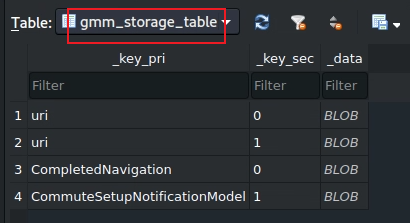 Table: gmm_storage_table
_key_pri _key_sec _data
Filter Filter Filter
1 uri 0 BLOB
2 uri 1 BLOB
3 CompletedNavigation 0 BLOB
4 CommuteSetupNotificationModel 1 BLOB